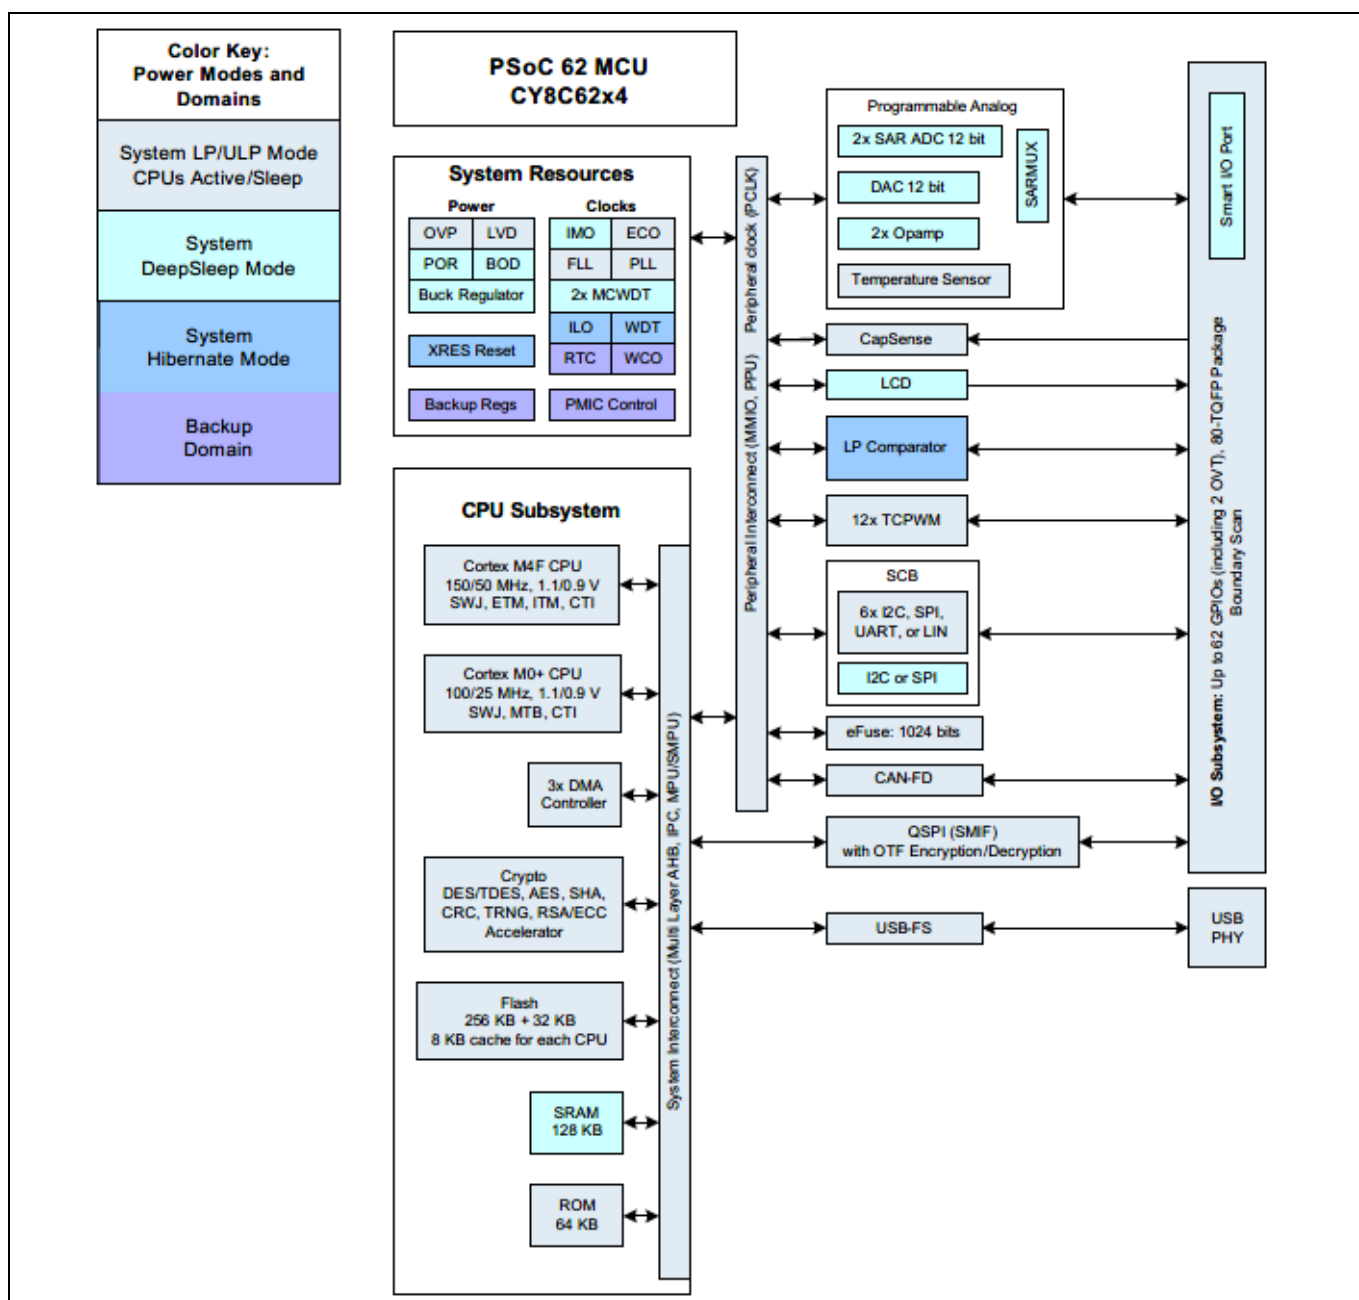 Color Key:
Power Modes and
Domains
System LP/ULP Mode
CPUs Active/Sleep
System
DeepSleep Mode
System
Hibernate Mode
Backup
Domain
PSoC 62 MCU
CY8C62x4
System Resources
Power
Clocks
OVP
LVD
IMO
ECO
POR
BOD
FLL
PLL
Buck Regulator
2x MCWDT
ILO
WDT
XRES Reset
RTC
WCO
Backup Regs
PMIC Control
CPU Subsystem
Cortex M4F CPU
150/50 MHz, 1.1/0.9 V
SWJ, ETM, ITM, CTI
Cortex M0+ CPU
100/25 MHz, 1.1/0.9 V
SWJ, MTB, CTI
3x DMA
Controller
Crypto
DES/TDES, AES, SHA,
CRC, TRNG, RSA/ECC
Accelerator
Flash
256 KB + 32 KB
8 KB cache for each CPU
SRAM
128 KB
ROM
64 KB
System Interconnect (Multi Layer AHB, IPC, MPU/SMPU)
Peripheral Interconnect (MMIO, PPU)
Peripheral clock (PCLK)
Programmable Analog
2x SAR ADC 12 bit
DAC 12 bit
2x Opamp
Temperature Sensor
SARMUX
CapSense
LCD
LP Comparator
12x TCPWM
SCB
6x I2C, SPI,
UART, or LIN
I2C or SPI
eFuse: 1024 bits
CAN-FD
QSPI (SMIF)
with OTF Encryption/Decryption
USB-FS
Smart I/O Port
I/O Subsystem: Up to 62 GPIOs (including 2 OVT), 80-TQFP Package
Boundary Scan
USB
PHY